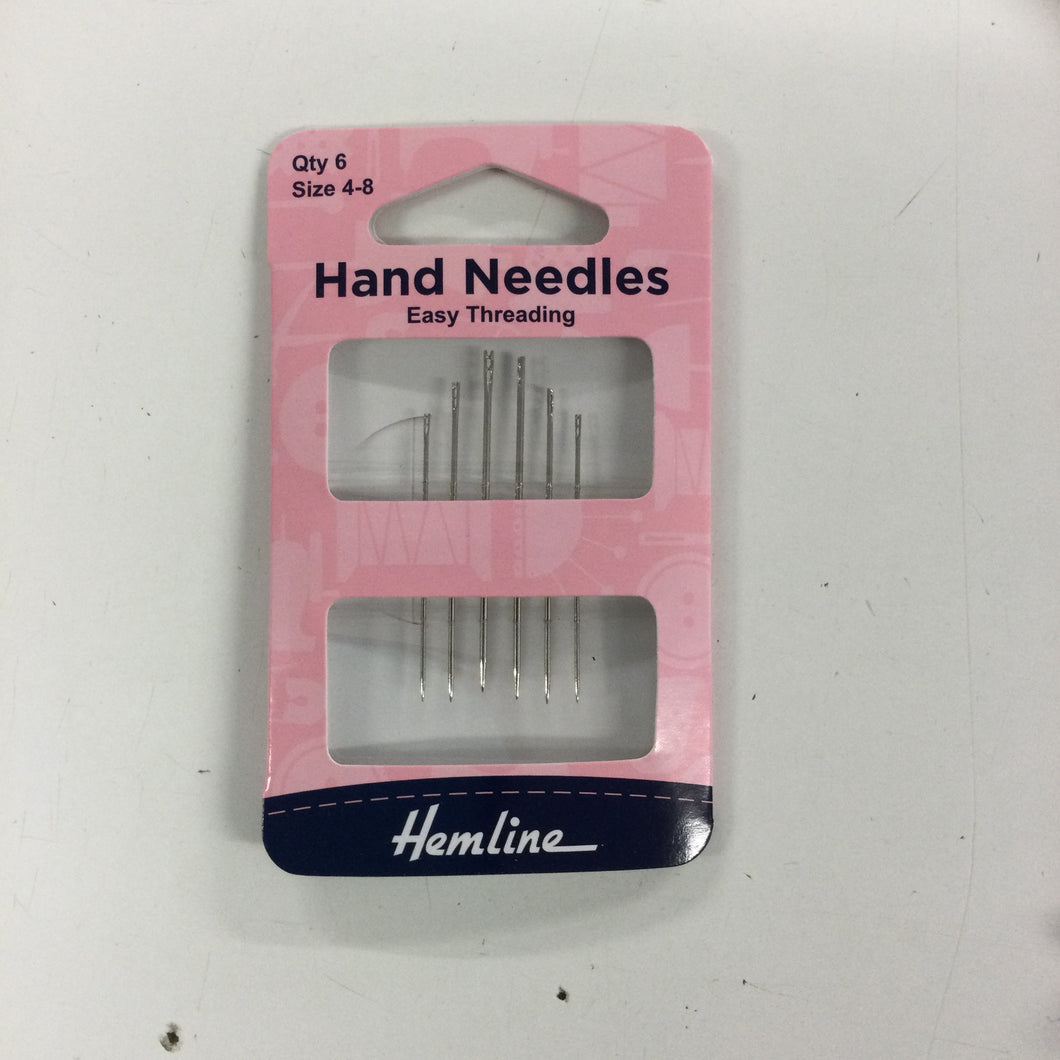 Qty 6
Size 4-8
Hand Needles
Easy Threading
Hemline